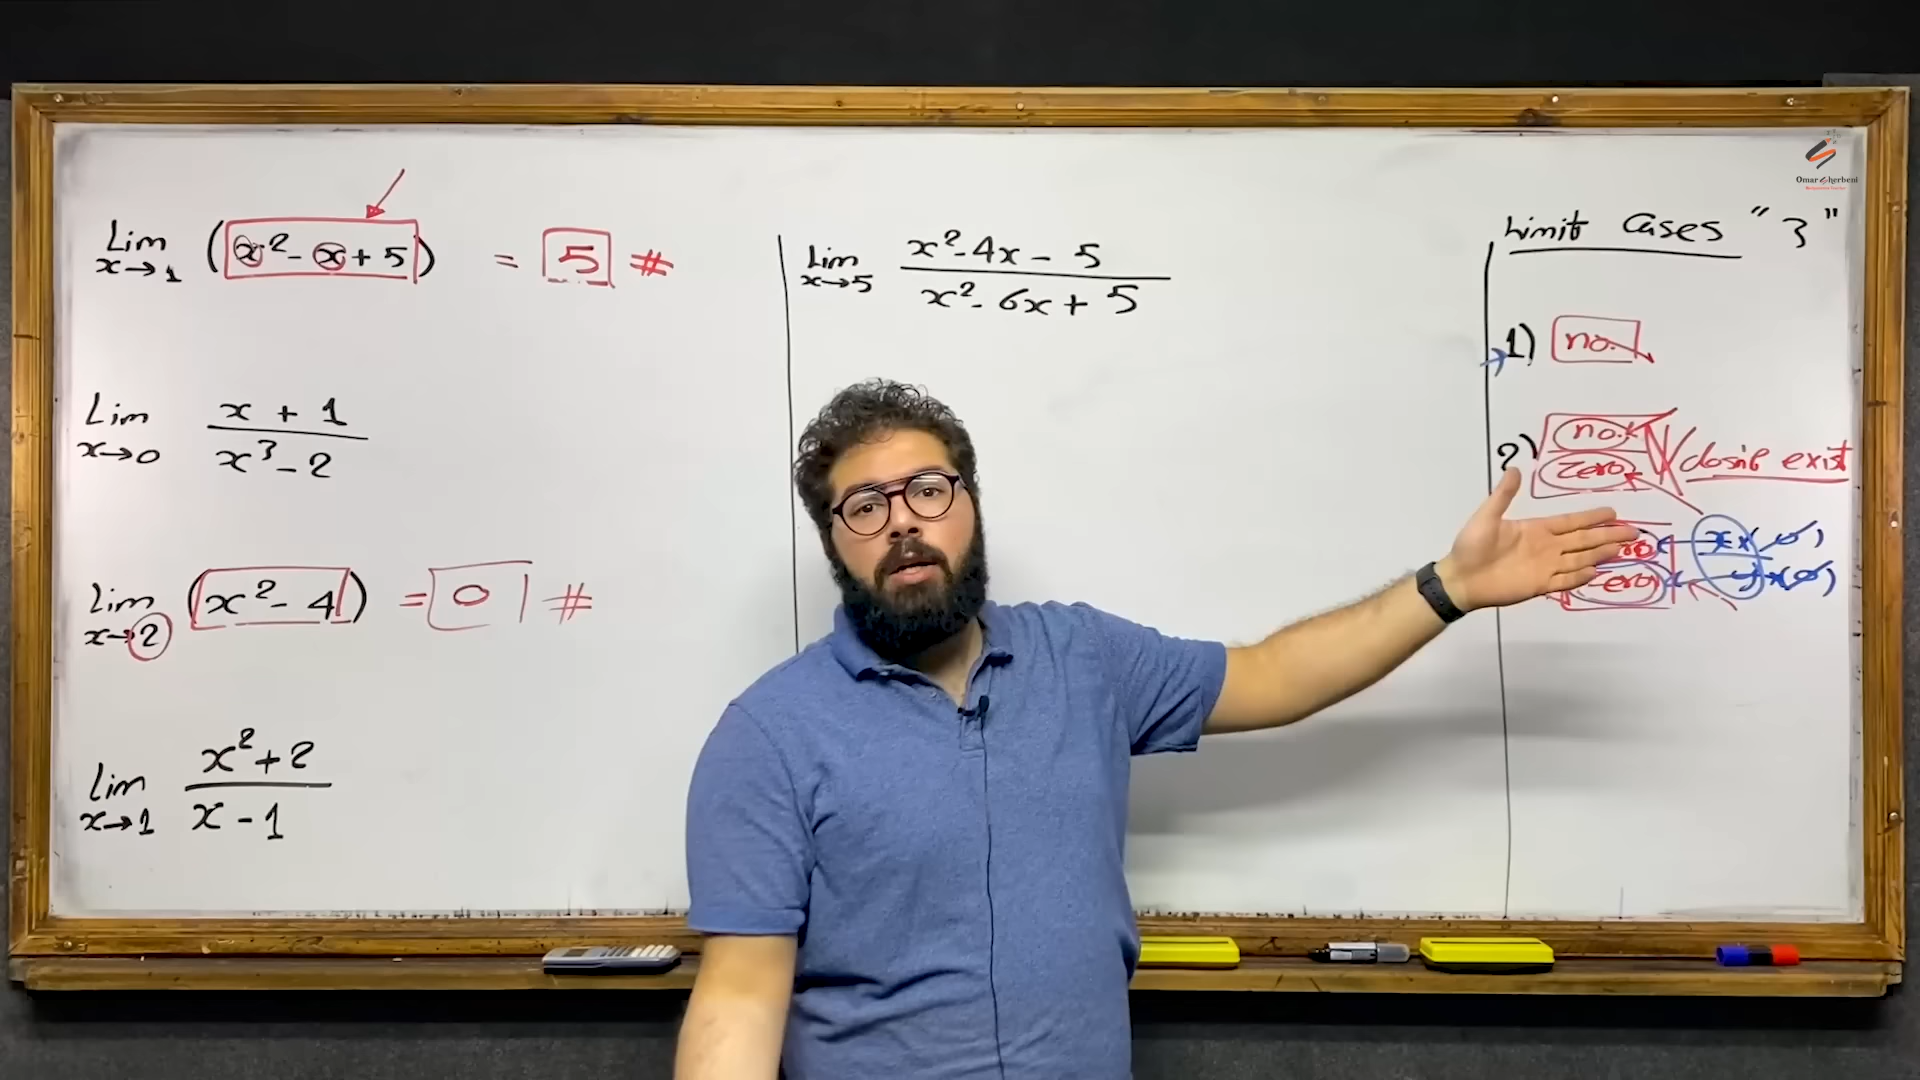 Lim x→1 (x² - x + 5) = 5 #
Lim x→0 (x + 1)/(x³ - 2)
Lim x→2 (x² - 4) = 0 #
Lim x→1 (x² + 2)/(x - 1)
Lim x→5 (x² - 4x - 5)/(x² - 6x + 5)
Omar Sherbeni
Limit Cases "3"
1) no.
2) no.
zero
exist
zero